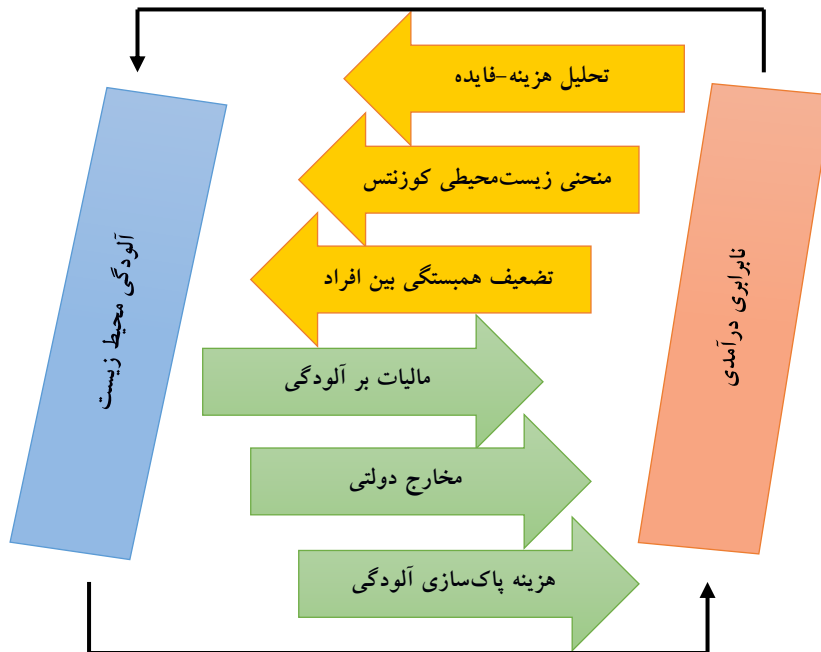 تحلیل هزینه-فایده
منحنی زیست‌محیطی کوزنتس
تضعیف همبستگی بین افراد
مالیات بر آلودگی
مخارج دولتی
هزینه پاک‌سازی آلودگی
نابرابری درآمدی
آلودگی محیط زیست